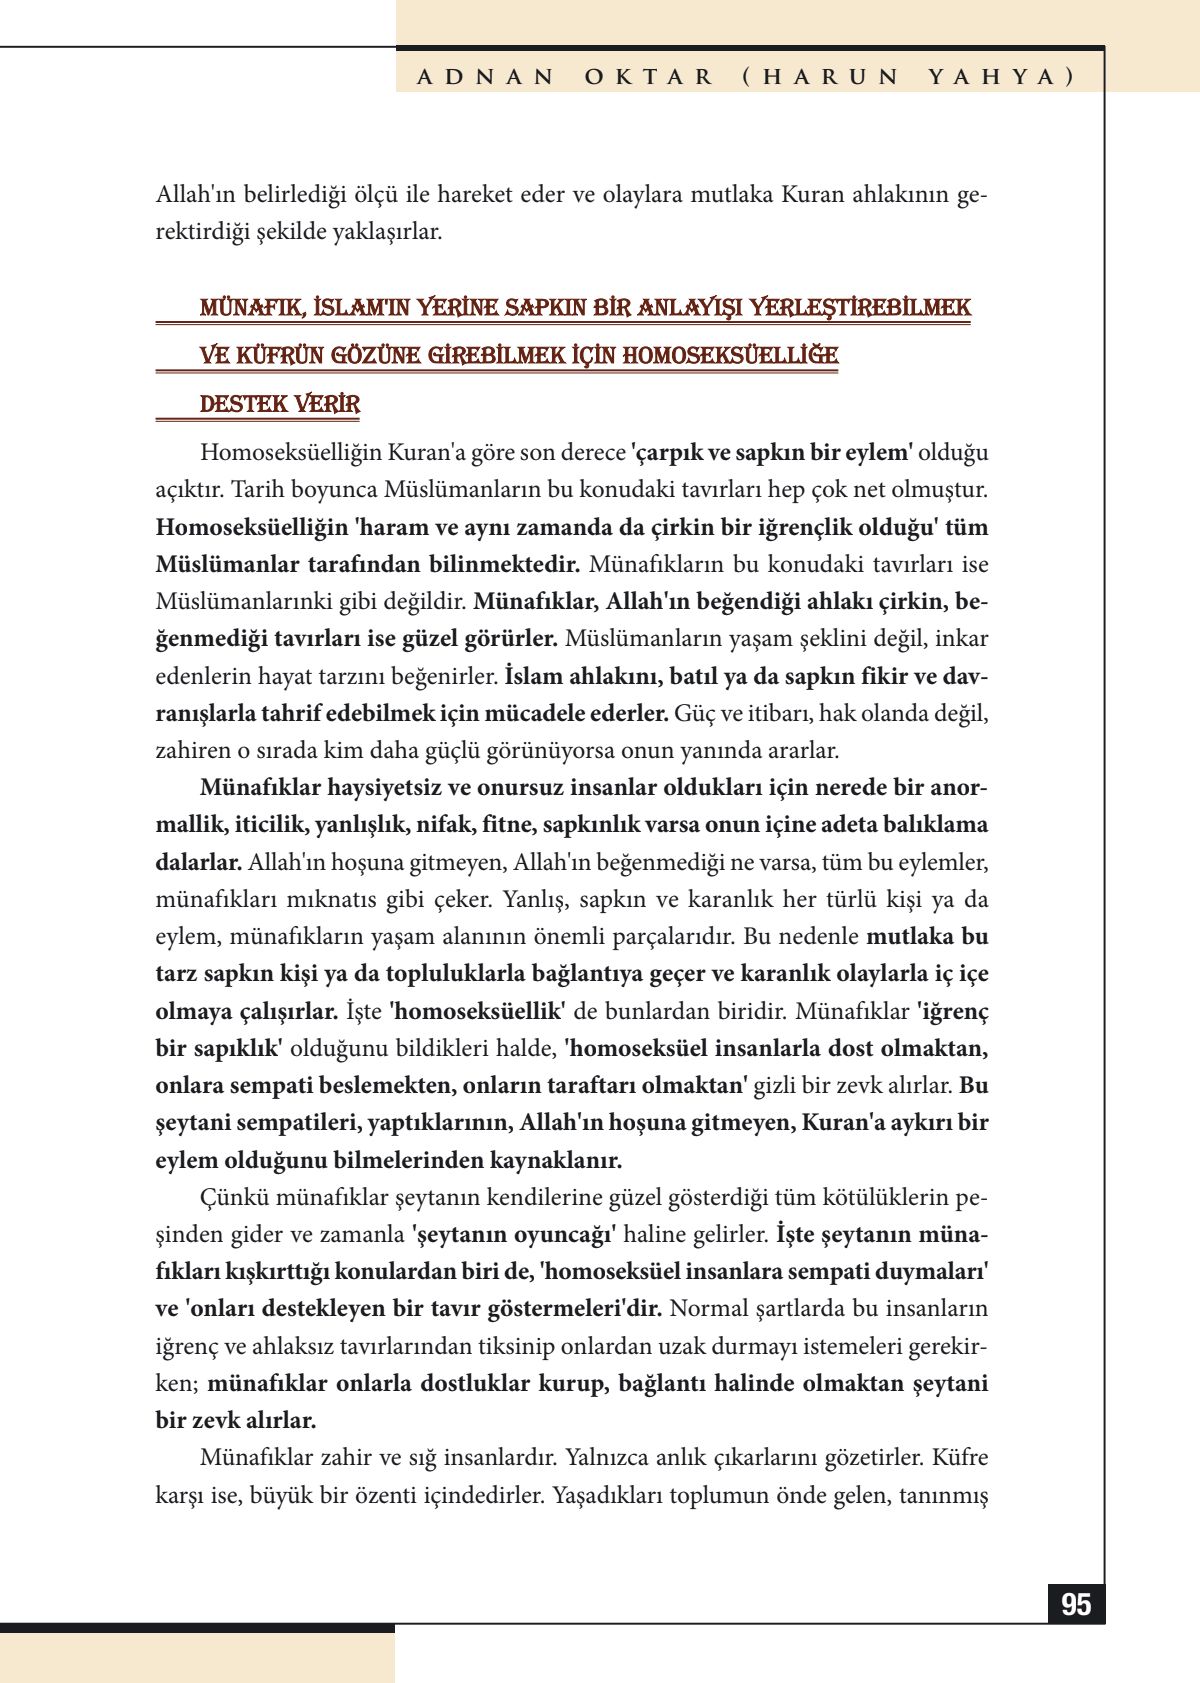 ADNAN OKTAR (HARUN YAHYA)
Allah'ın belirlediği ölçü ile hareket eder ve olaylara mutlaka Kuran ahlakının ge-
rektirdiği şekilde yaklaşırlar.
MÜNAFIK, İSLAM'IN YERİNE SAPKIN BİR ANLAYIŞI YERLEŞTİREBİLMEK
VE KÜFRÜN GÖZÜNE GİREBİLMEK İÇİN HOMOSEKSÜELLİĞE
DESTEK VERİR
Homoseksüelliğin Kuran'a göre son derece 'çarpık ve sapkın bir eylem' olduğu
açıktır. Tarih boyunca Müslümanların bu konudaki tavırları hep çok net olmuştur.
Homoseksüelliğin 'haram ve aynı zamanda da çirkin bir iğrençlik olduğu' tüm
Müslümanlar tarafından bilinmektedir. Münafıkların bu konudaki tavırları ise
Müslümanlarınki gibi değildir. Münafıklar, Allah'ın beğendiği ahlakı çirkin, be-
ğenmediği tavırları ise güzel görürler. Müslümanların yaşam şeklini değil, inkar
edenlerin hayat tarzını beğenirler. İslam ahlakını, batıl ya da sapkın fikir ve dav-
ranışlarla tahrif edebilmek için mücadele ederler. Güç ve itibarı, hak olanda değil,
zahiren o sırada kim daha güçlü görünüyorsa onun yanında ararlar.
Münafıklar haysiyetsiz ve onursuz insanlar oldukları için nerede bir anor-
mallik, iticilik, yanlışlık, nifak, fitne, sapkınlık varsa onun içine adeta balıklama
dalarlar. Allah'ın hoşuna gitmeyen, Allah'ın beğenmediği ne varsa, tüm bu eylemler,
münafıkları mıknatıs gibi çeker. Yanlış, sapkın ve karanlık her türlü kişi ya da
eylem, münafıkların yaşam alanının önemli parçalarıdır. Bu nedenle mutlaka bu
tarz sapkın kişi ya da topluluklarla bağlantıya geçer ve karanlık olaylarla iç içe
olmaya çalışırlar. İşte 'homoseksüellik' de bunlardan biridir. Münafıklar 'iğrenç
bir sapıklık' olduğunu bildikleri halde, 'homoseksüel insanlarla dost olmaktan,
onlara sempati beslemekten, onların taraftarı olmaktan' gizli bir zevk alırlar. Bu
şeytani sempatileri, yaptıklarının, Allah'ın hoşuna gitmeyen, Kuran'a aykırı bir
eylem olduğunu bilmelerinden kaynaklanır.
Çünkü münafıklar şeytanın kendilerine güzel gösterdiği tüm kötülüklerin pe-
şinden gider ve zamanla 'şeytanın oyuncağı' haline gelirler. İşte şeytanın müna-
fıkları kışkırttığı konulardan biri de, 'homoseksüel insanlara sempati duymaları'
ve 'onları destekleyen bir tavır göstermeleri'dir. Normal şartlarda bu insanların
iğrenç ve ahlaksız tavırlarından tiksinip onlardan uzak durmayı istemeleri gerekir-
ken; münafıklar onlarla dostluklar kurup, bağlantı halinde olmaktan şeytani
bir zevk alırlar.
Münafıklar zahir ve sığ insanlardır. Yalnızca anlık çıkarlarını gözetirler. Küfre
karşı ise, büyük bir özenti içindedirler. Yaşadıkları toplumun önde gelen, tanınmış
95